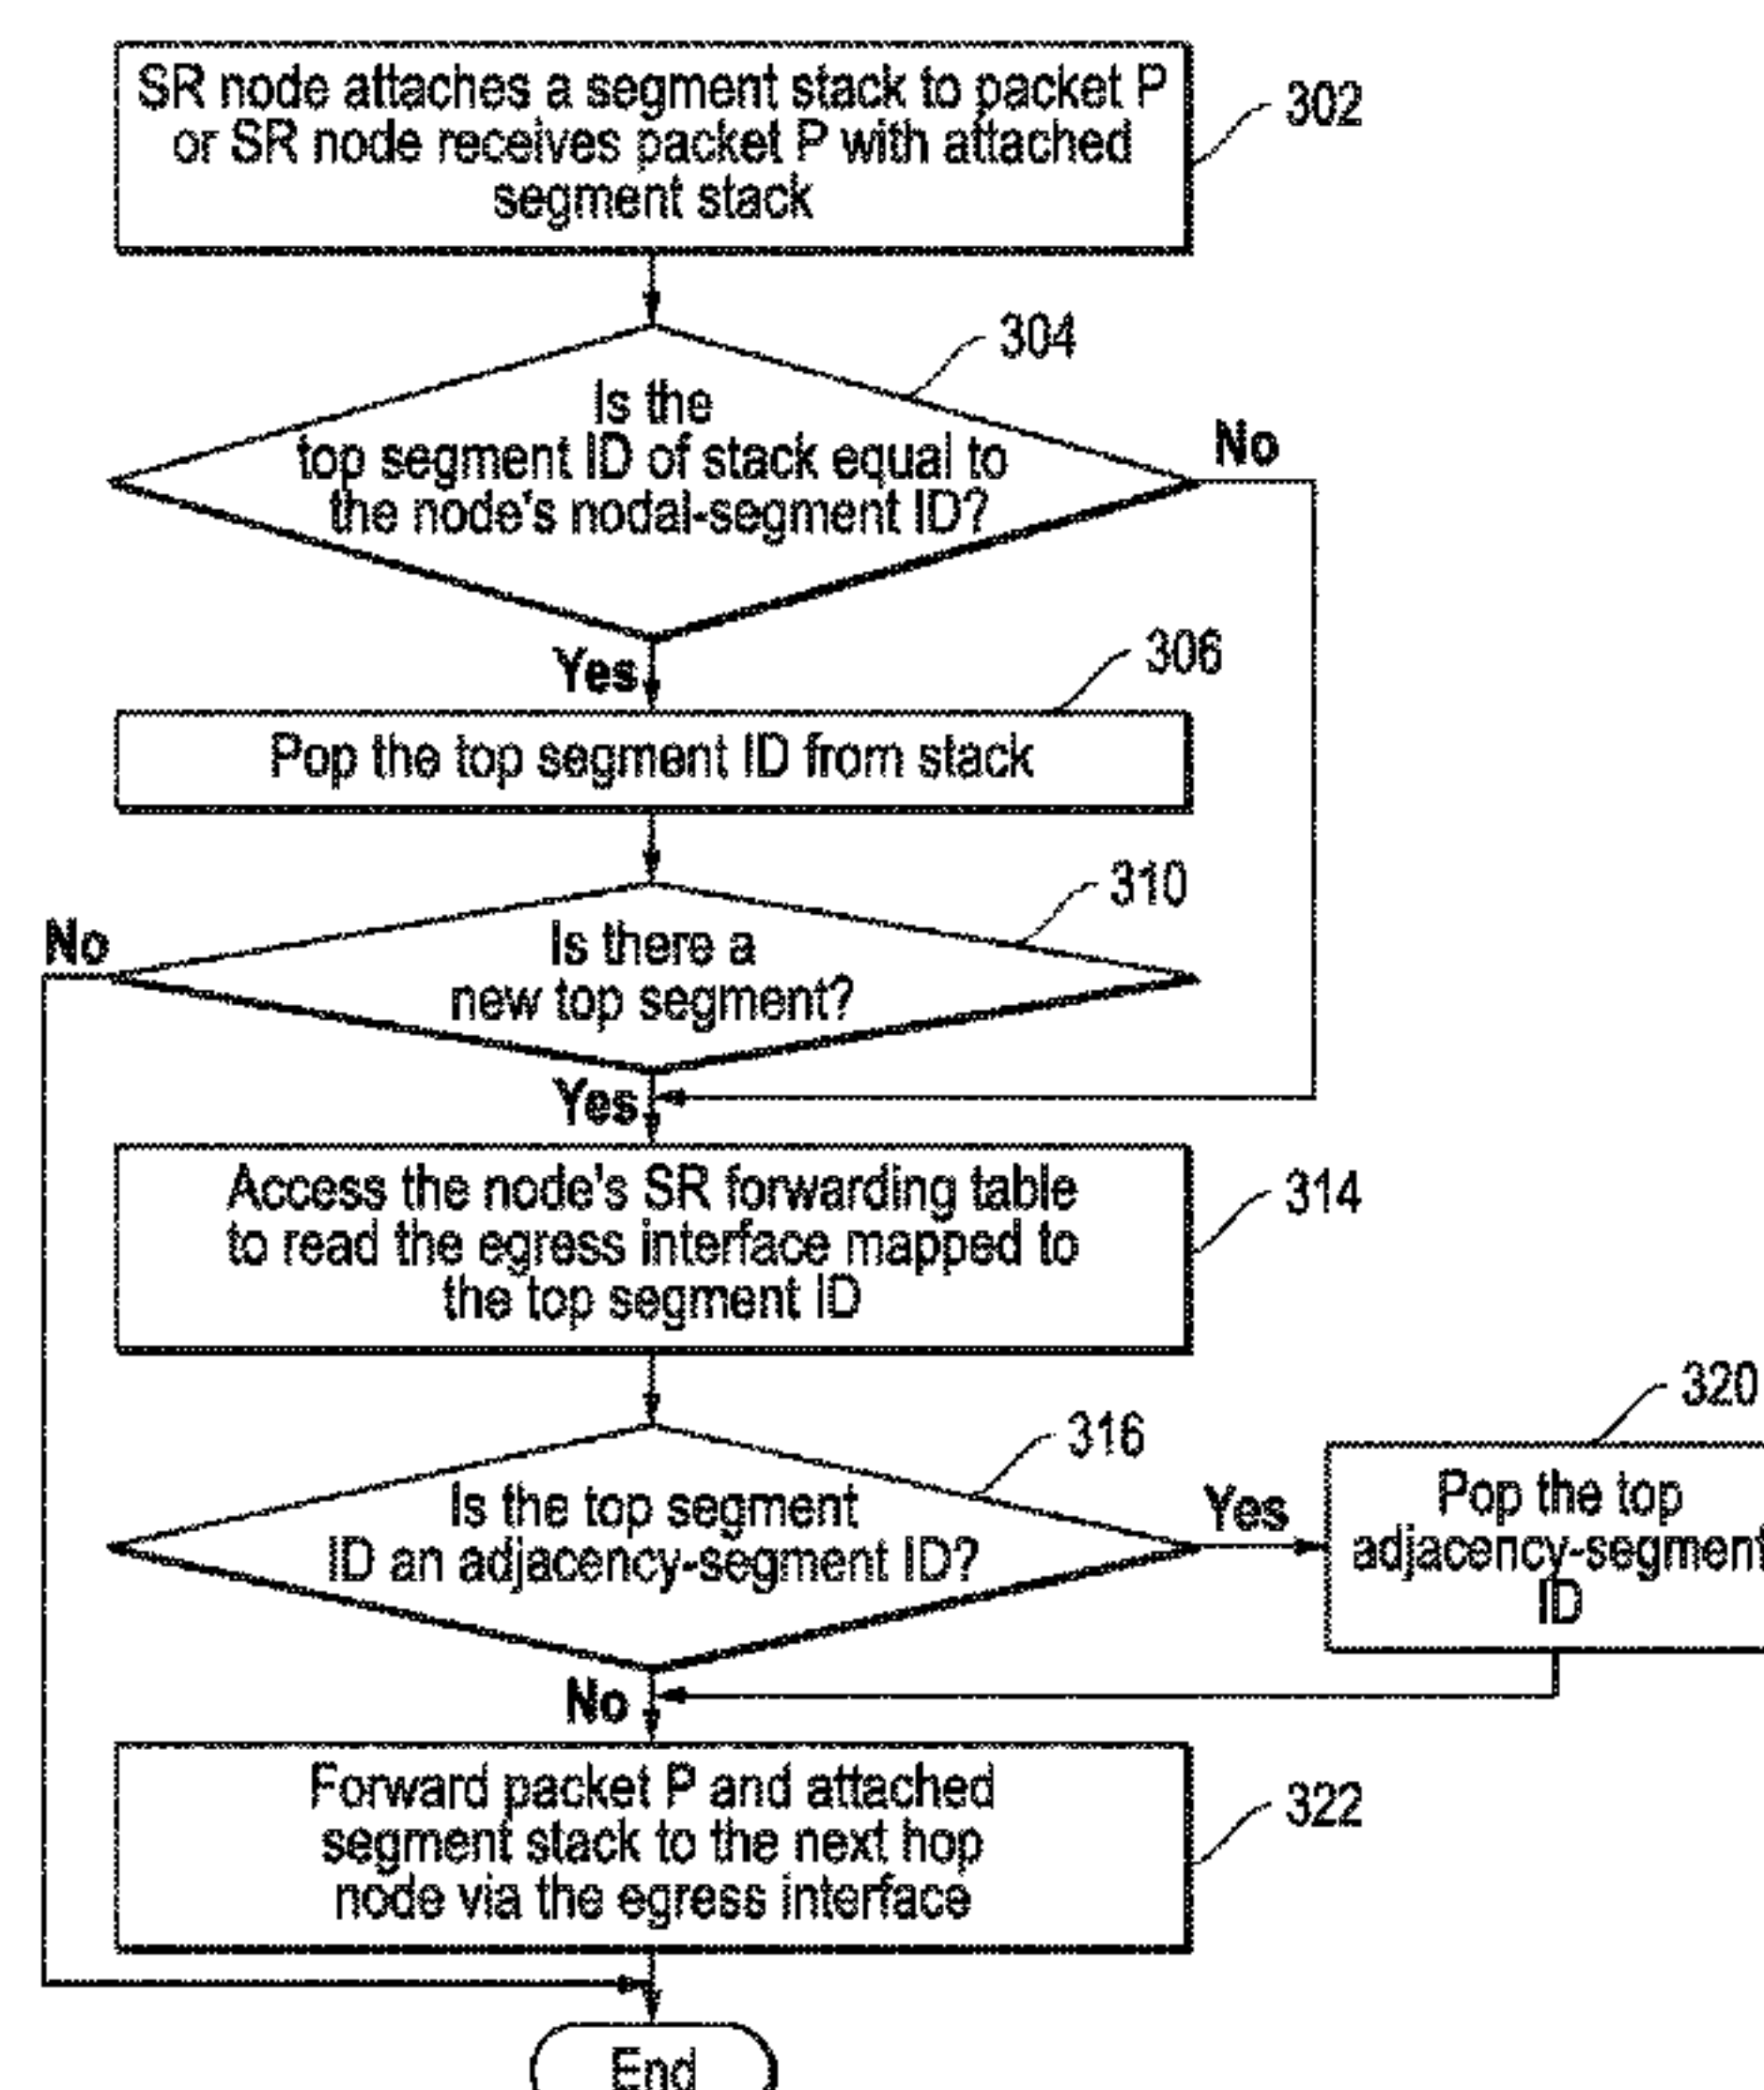 SR node attaches a segment stack to packet P
or SR node receives packet P with attached
segment stack
302
304
Is the
top segment ID of stack equal to
the node's nodal-segment ID?
No
Yes
306
Pop the top segment ID from stack
310
No
Is there a
new top segment?
Yes
Access the node's SR forwarding table
to read the egress interface mapped to
the top segment ID
314
316
320
Is the top segment
ID an adjacency-segment ID?
Yes
Pop the top
adjacency-segment
ID
No
Forward packet P and attached
segment stack to the next hop
node via the egress interface
322
End